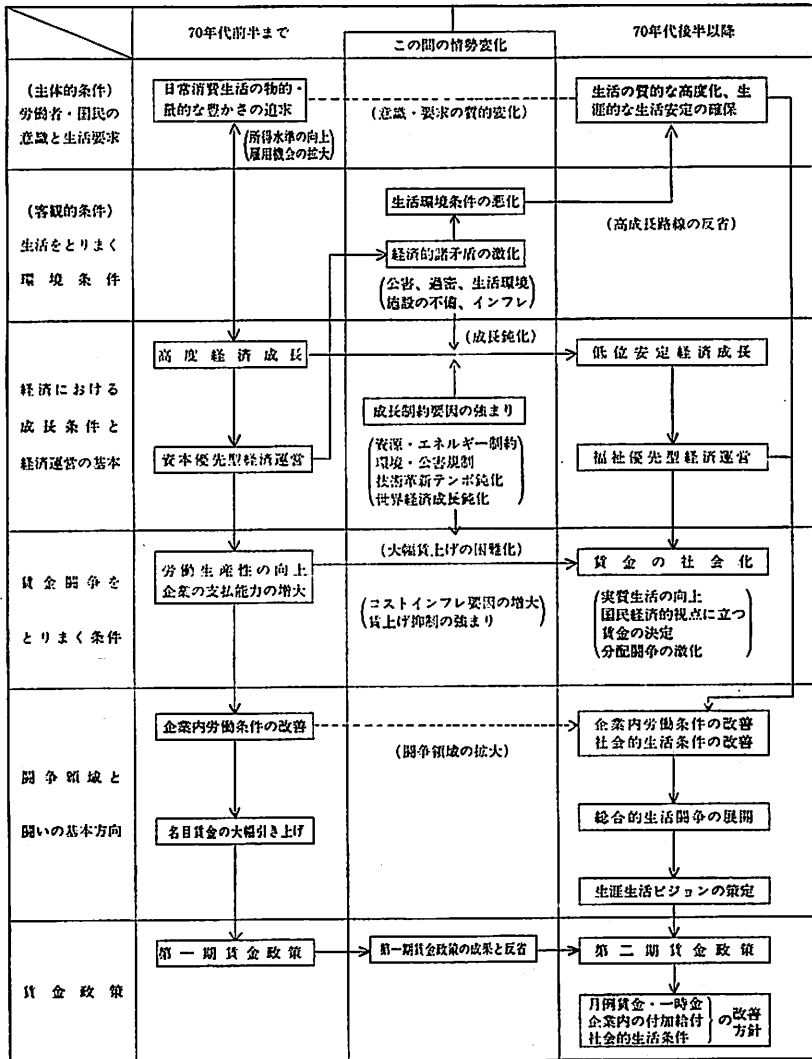 70年代前半まで
この間の情勢変化
70年代後半以降
(主体的条件)
労働者・国民の
意識と生活要求
日常消費生活の物的・
量的な豊かさの追求
(所得水準の向上
雇用機会の拡大)
(意識・要求の質的変化)
生活の質的な高度化、生
涯的な生活安定の確保
(客観的条件)
生活をとりまく
環境条件
生活環境条件の悪化
経済的諸矛盾の激化
(公害、過密、生活環境
施設の不備、インフレ)
(高成長路線の反省)
経済における
成長条件と
経済運営の基本
高度経済成長
(成長鈍化)
低位安定経済成長
成長制約要因の強まり
(資源・エネルギー制約
環境・公害規制
技術革新テンポ鈍化
世界経済成長鈍化)
資本優先型経済運営
福祉優先型経済運営
賃金闘争を
とりまく条件
労働生産性の向上
企業の支払能力の増大
(大幅賃上げの困難化)
(コストインフレ要因の増大
賃上げ抑制の強まり)
賃金の社会化
(実質生活の向上
国民経済的視点に立つ
賃金の決定
分配闘争の激化)
闘争領域と
闘いの基本方向
企業内労働条件の改善
(闘争領域の拡大)
企業内労働条件の改善
社会的生活条件の改善
名目賃金の大幅引き上げ
総合的生活闘争の展開
生涯生活ビジョンの策定
賃金政策
第一期賃金政策
第一期賃金政策の成果と反省
第二期賃金政策
月例賃金・一時金
企業内の付加給付
社会的生活条件
}の改善
方針